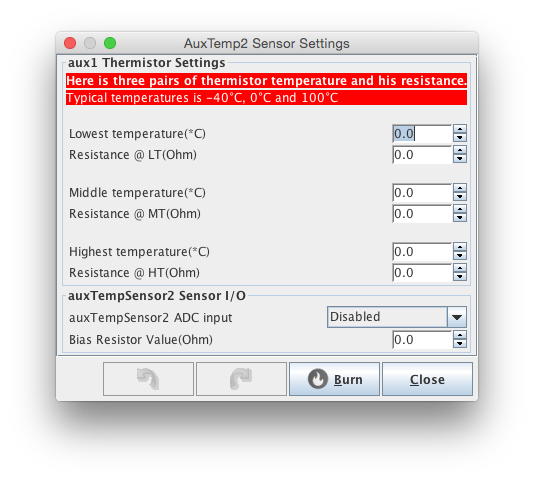 AuxTemp2 Sensor Settings
aux1 Thermistor Settings
Here is three pairs of thermistor temperature and his resistance.
Typical temperatures is -40°C, 0°C and 100°C
Lowest temperature(*C) 0.0
Resistance @ LT(Ohm) 0.0
Middle temperature(*C) 0.0
Resistance @ MT(Ohm) 0.0
Highest temperature(*C) 0.0
Resistance @ HT(Ohm) 0.0
auxTempSensor2 Sensor I/O
auxTempSensor2 ADC input Disabled
Bias Resistor Value(Ohm) 0.0
Burn Close